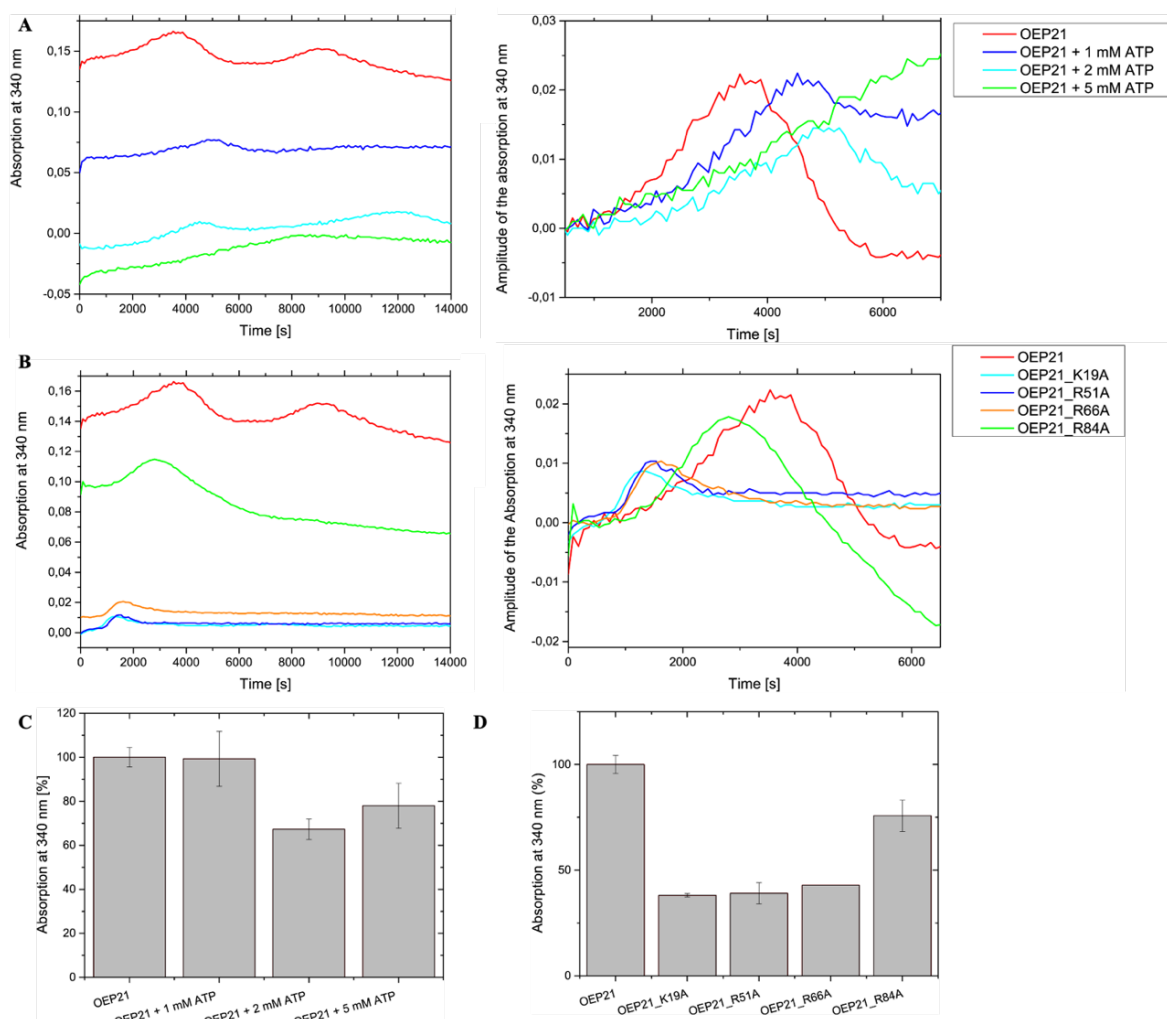 A
Absorption at 340 nm
0,15
0,10
0,05
0,00
-0,05
0 2000 4000 6000 8000 10000 12000 14000
Time [s]
Amplitude of the absorption at 340 nm
0,03
0,02
0,01
0,00
-0,01
2000 4000 6000
Time [s]
OEP21
OEP21 + 1 mM ATP
OEP21 + 2 mM ATP
OEP21 + 5 mM ATP
B
Absorption at 340 nm
0,16
0,14
0,12
0,10
0,08
0,06
0,04
0,02
0,00
0 2000 4000 6000 8000 10000 12000 14000
Time [s]
Amplitude of the Absorption at 340 nm
0,02
0,01
0,00
-0,01
-0,02
0 2000 4000 6000
Time [s]
OEP21
OEP21_K19A
OEP21_R51A
OEP21_R66A
OEP21_R84A
C
Absorption at 340 nm [%]
120
100
80
60
40
20
0
OEP21
OEP21 + 1 mM ATP
OEP21 + 2 mM ATP
OEP21 + 5 mM ATP
D
Absorption at 340 nm (%)
100
50
0
OEP21
OEP21_K19A
OEP21_R51A
OEP21_R66A
OEP21_R84A